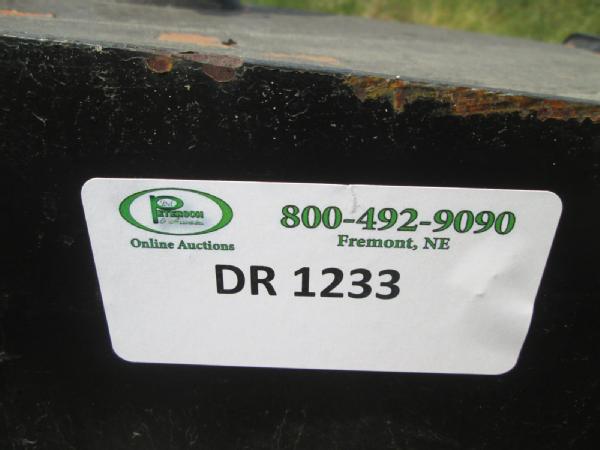 PETERSON
Online Auctions
800-492-9090
Fremont, NE
DR 1233